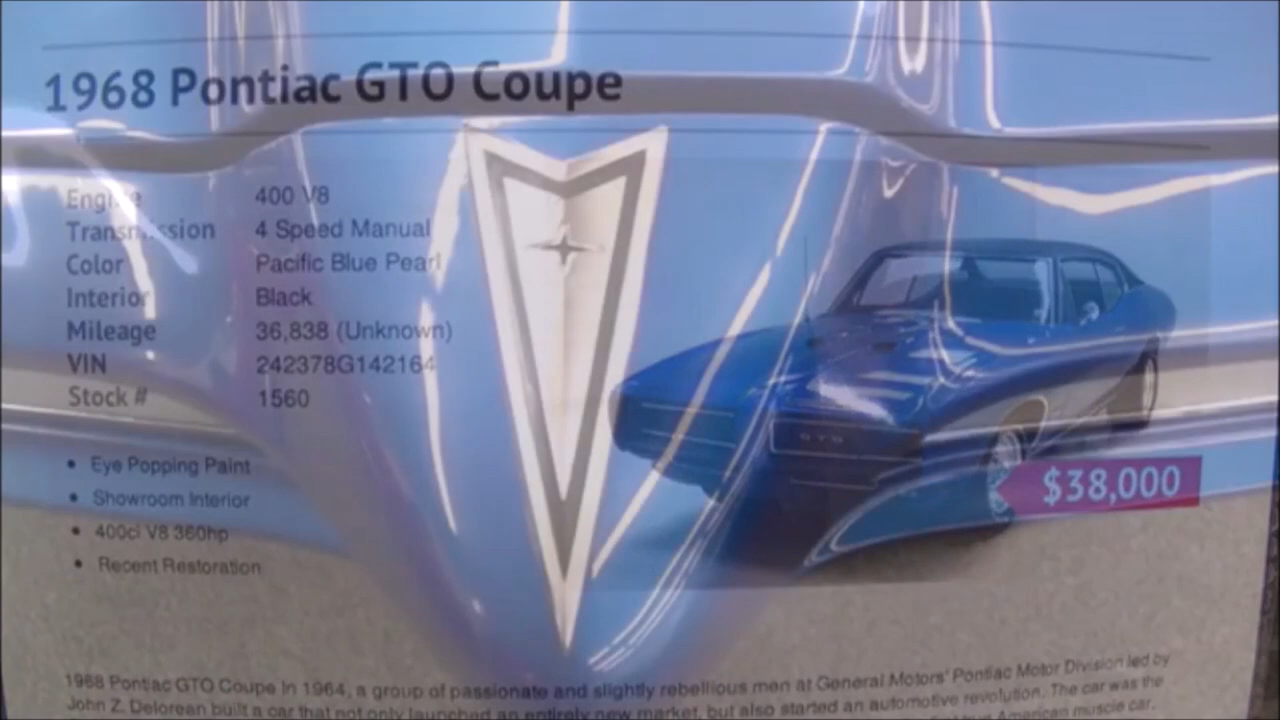 1968 Pontiac GTO Coupe
Engine 400 V8
Transmission 4 Speed Manual
Color Pacific Blue Pearl
Interior Black
Mileage 36,838 (Unknown)
VIN 242378G142164
Stock # 1560
• Eye Popping Paint
• Showroom Interior
• 400ci V8 360hp
• Recent Restoration
GTO
$38,000
1968 Pontiac GTO Coupe In 1964, a group of passionate and slightly rebellious men at General Motors' Pontiac Motor Division led by
John Z. Delorean built a car that not only launched an entirely new market, but also started an automotive revolution. The car was the
American muscle car.